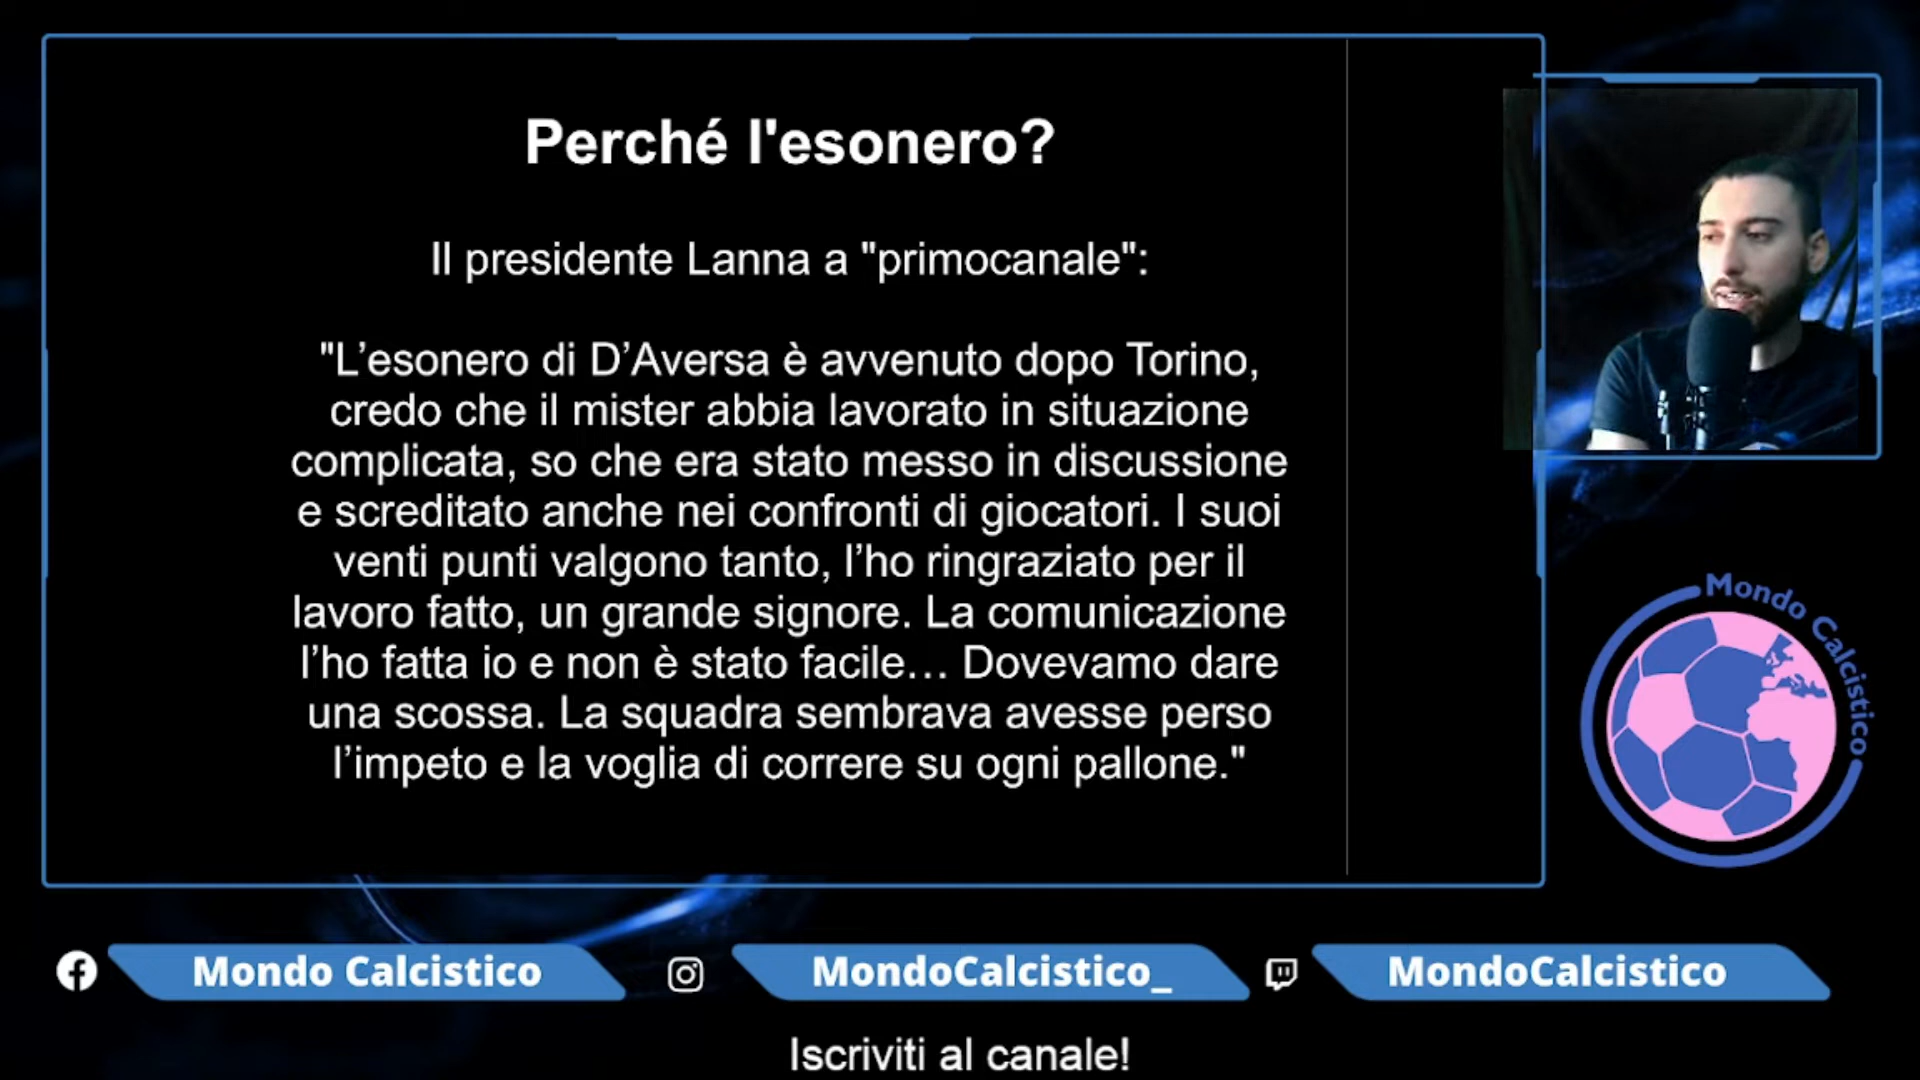 Perché l'esonero?
Il presidente Lanna a "primocanale":
"L’esonero di D’Aversa è avvenuto dopo Torino,
credo che il mister abbia lavorato in situazione
complicata, so che era stato messo in discussione
e screditato anche nei confronti di giocatori. I suoi
venti punti valgono tanto, l’ho ringraziato per il
lavoro fatto, un grande signore. La comunicazione
l’ho fatta io e non è stato facile… Dovevamo dare
una scossa. La squadra sembrava avesse perso
l’impeto e la voglia di correre su ogni pallone."
Mondo Calcistico
Mondo Calcistico
MondoCalcistico_
MondoCalcistico
Iscriviti al canale!